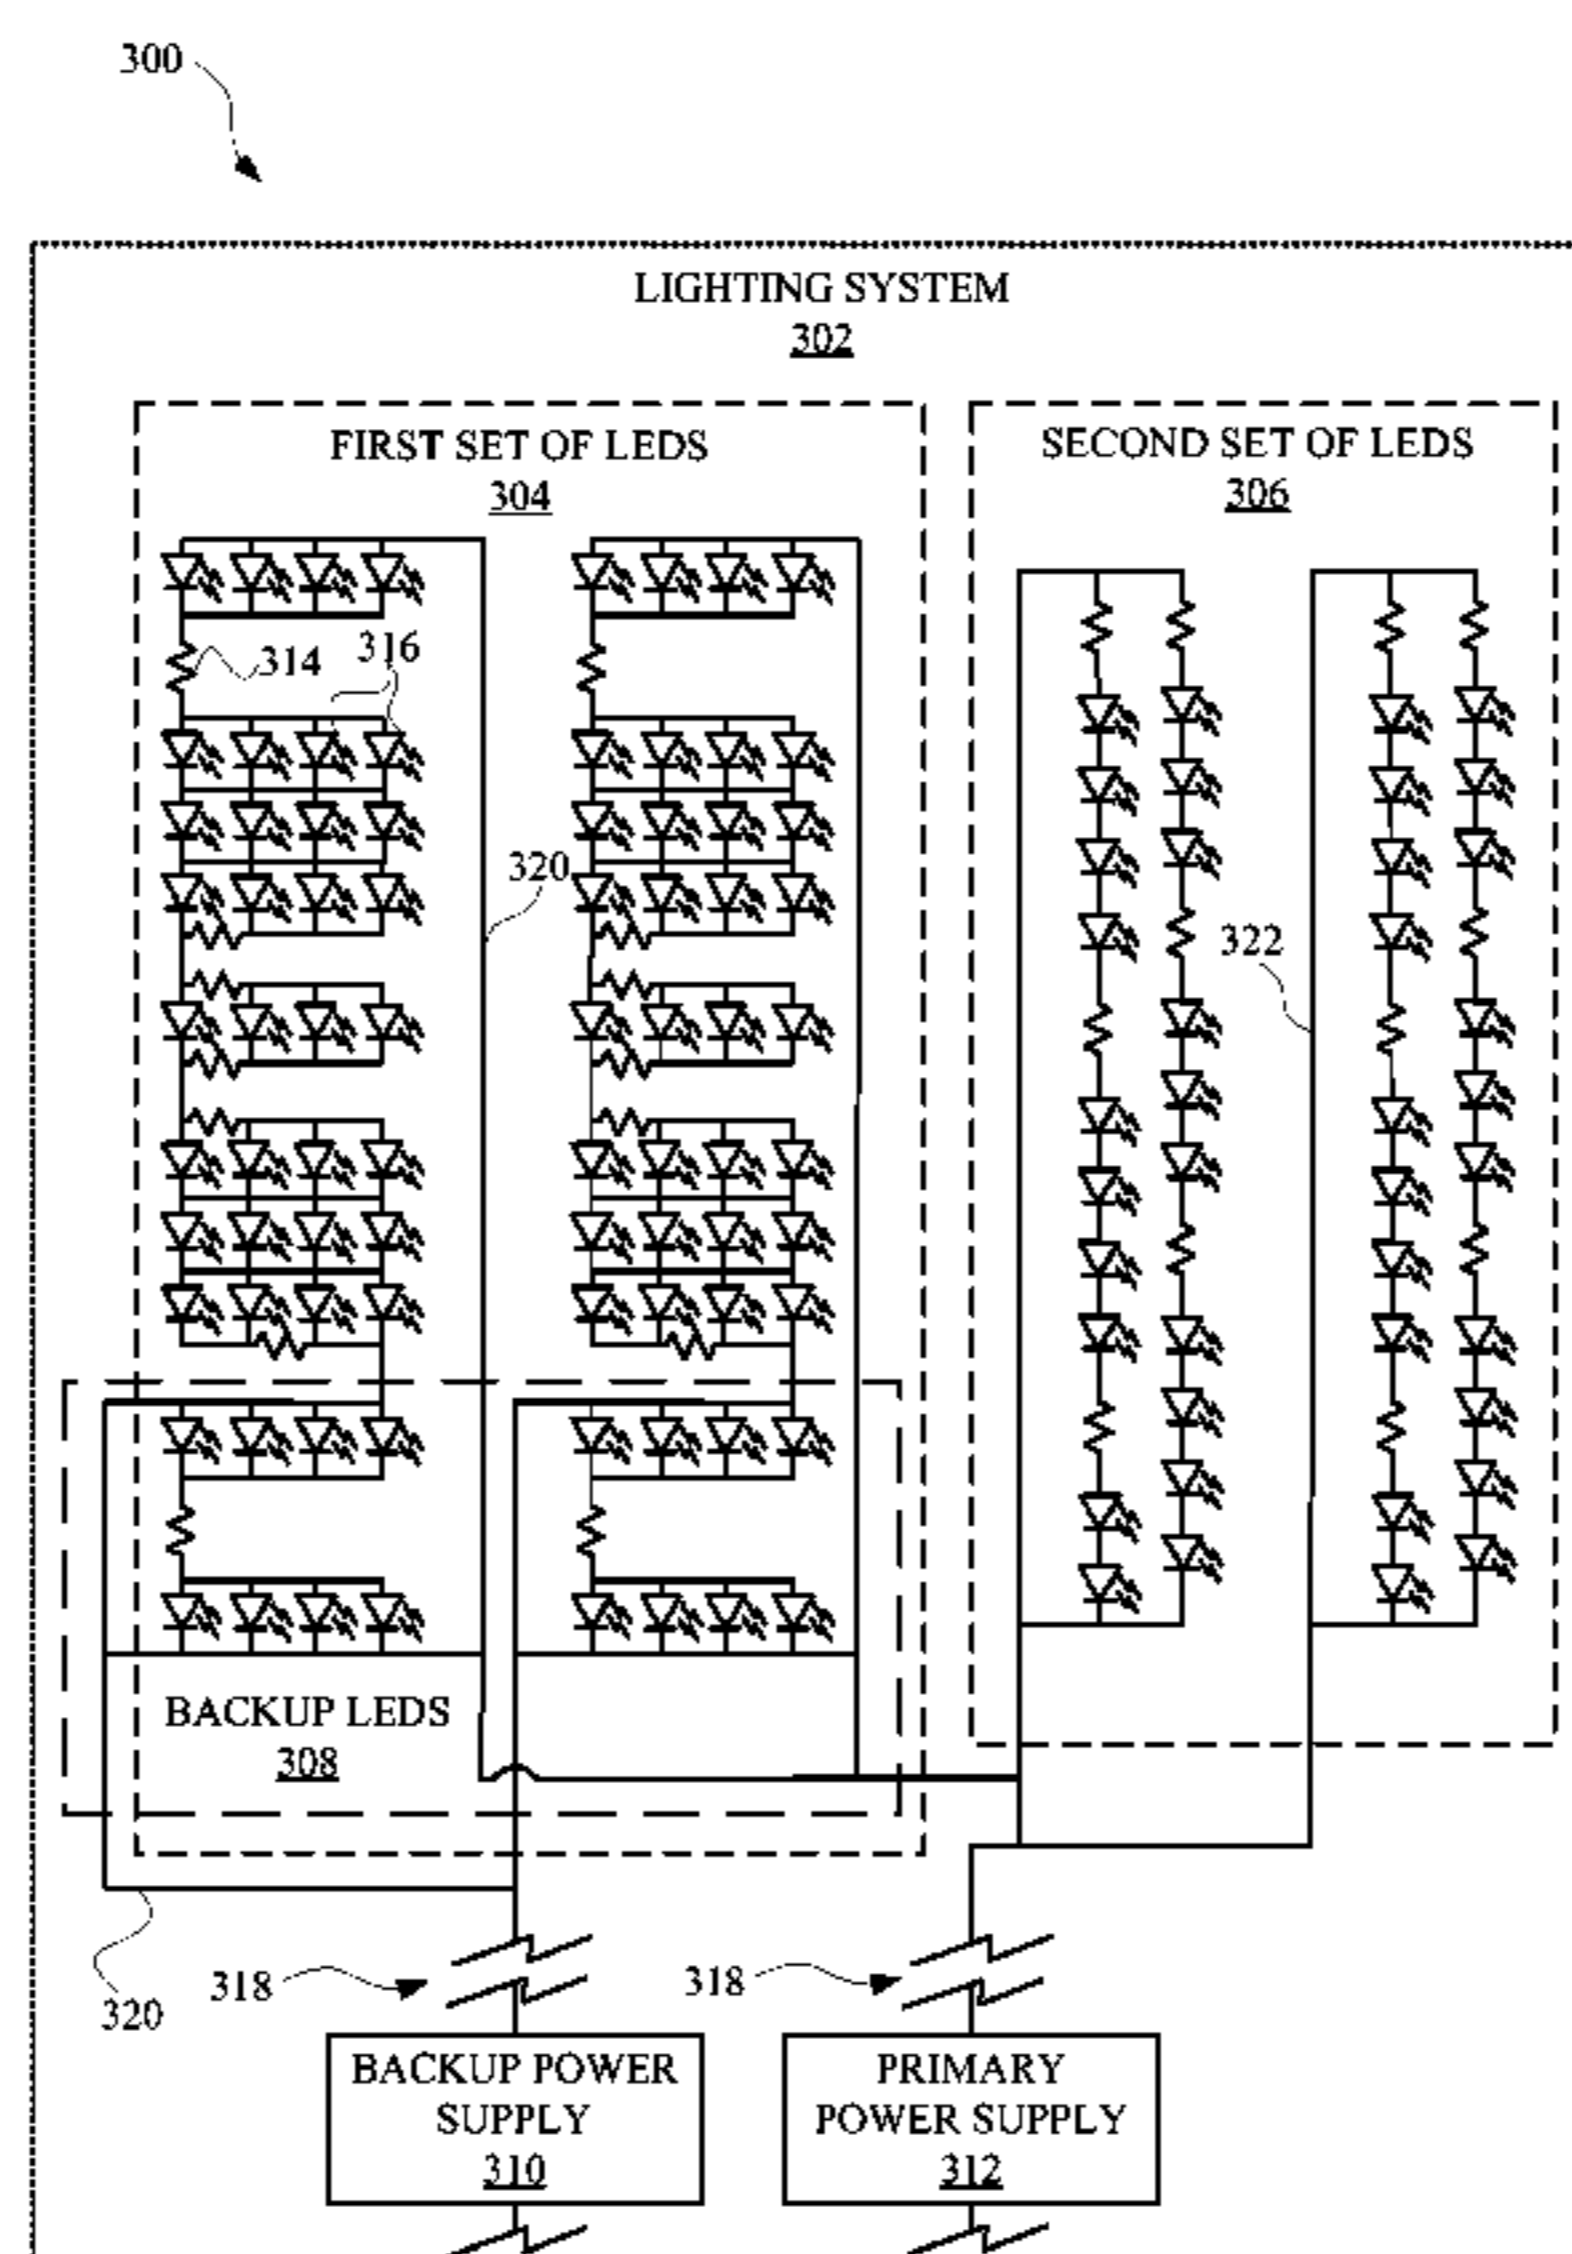 300
LIGHTING SYSTEM
302
FIRST SET OF LEDS
304
SECOND SET OF LEDS
306
314
316
320
322
BACKUP LEDS
308
320
318
318
BACKUP POWER
SUPPLY
310
PRIMARY
POWER SUPPLY
312